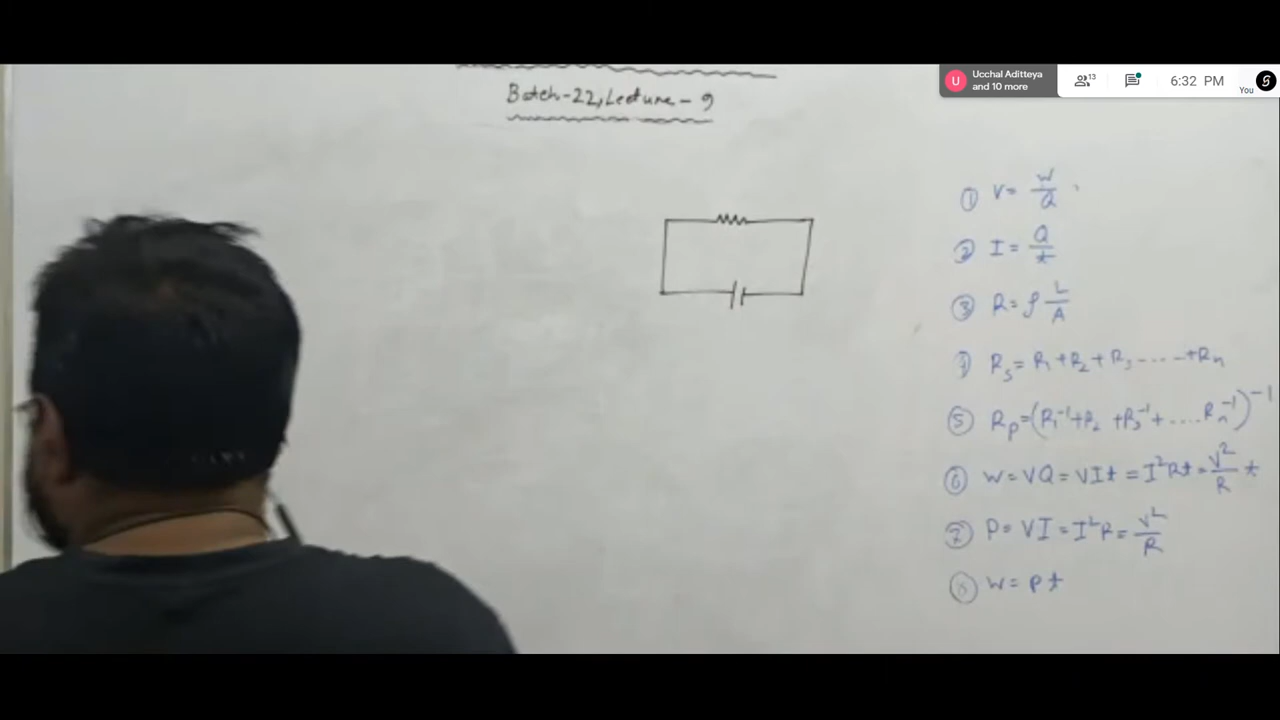 Batch-22, Lecture - 9
Ucchal Aditteya
and 10 more
13
6:32 PM
You
U
① V = W/Q
② I = Q/t
③ R = ρ L/A
④ Rₛ = R₁ + R₂ + R₃ ..... + Rₙ
⑤ Rₚ = (R₁⁻¹ + R₂ + R₃⁻¹ + .... Rₙ⁻¹)⁻¹
⑥ W = VQ = VIt = I²Rt = V²/R t
⑦ P = VI = I²R = V²/R
⑧ W = Pt